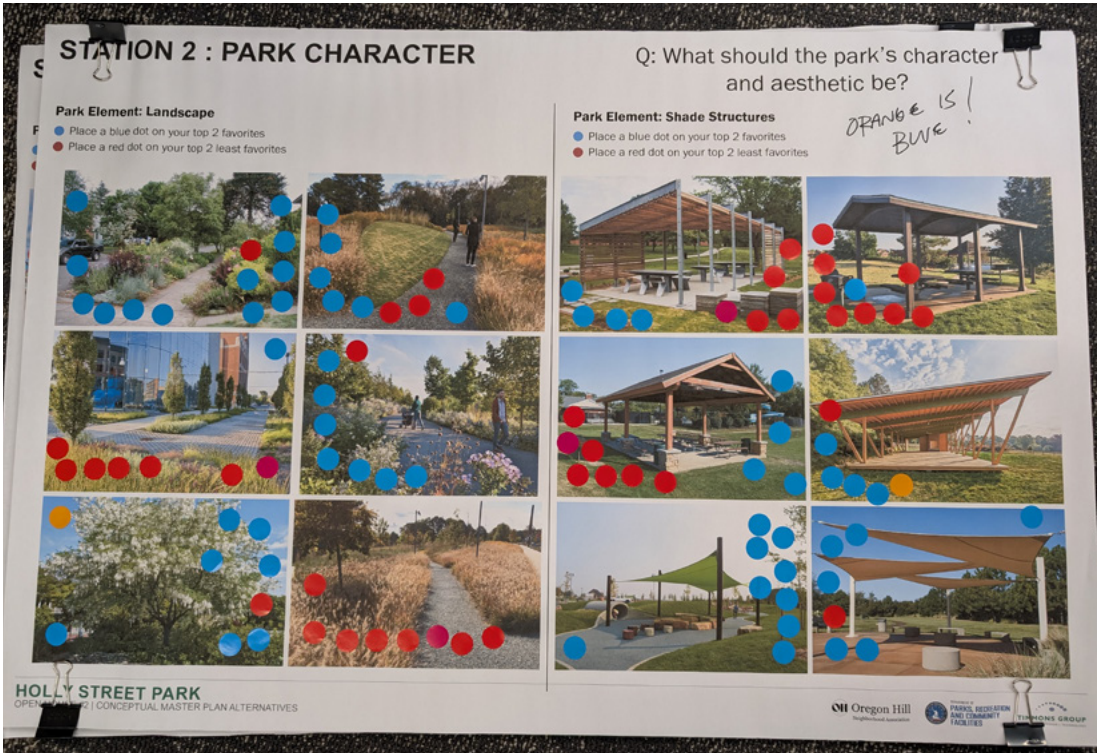 STATION 2 : PARK CHARACTER
Q: What should the park's character
and aesthetic be?
ORANGE IS
BLUE!
Park Element: Landscape
Place a blue dot on your top 2 favorites
Place a red dot on your top 2 least favorites
Park Element: Shade Structures
Place a blue dot on your top 2 favorites
Place a red dot on your top 2 least favorites
HOLLY STREET PARK
CONCEPTUAL MASTER PLAN ALTERNATIVES
OH Oregon Hill
Neighborhood Association
PARKS, RECREATION
AND COMMUNITY
FACILITIES
TIMMONS GROUP